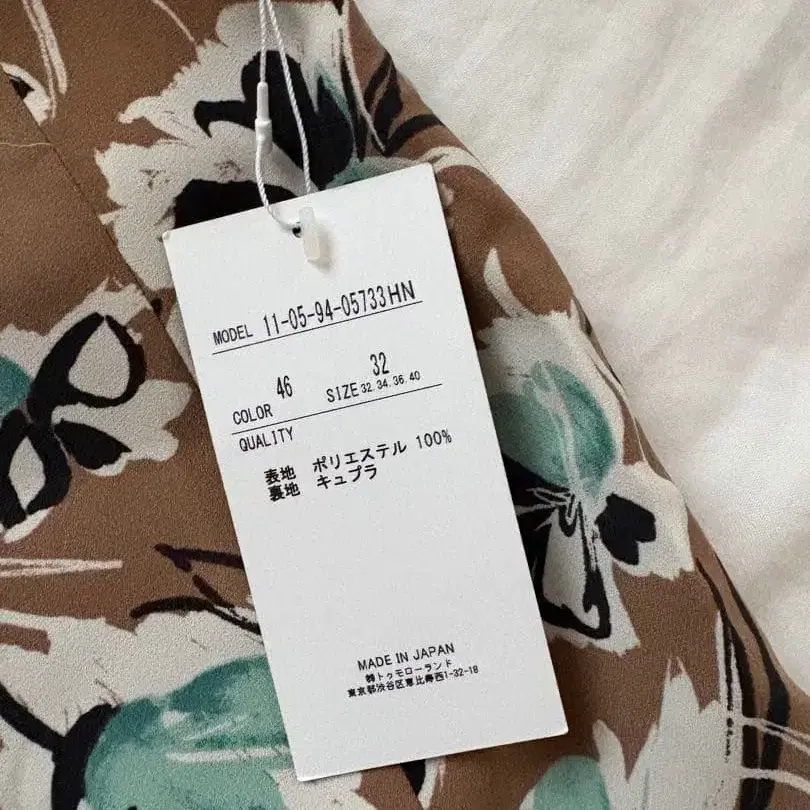 MODEL 11-05-94-05733HN
COLOR 46 SIZE 32
32.34.36.40
QUALITY
表地 ポリエステル 100%
裏地 キュプラ
MADE IN JAPAN
㈱トゥモローランド
東京都渋谷区恵比寿西1-32-18